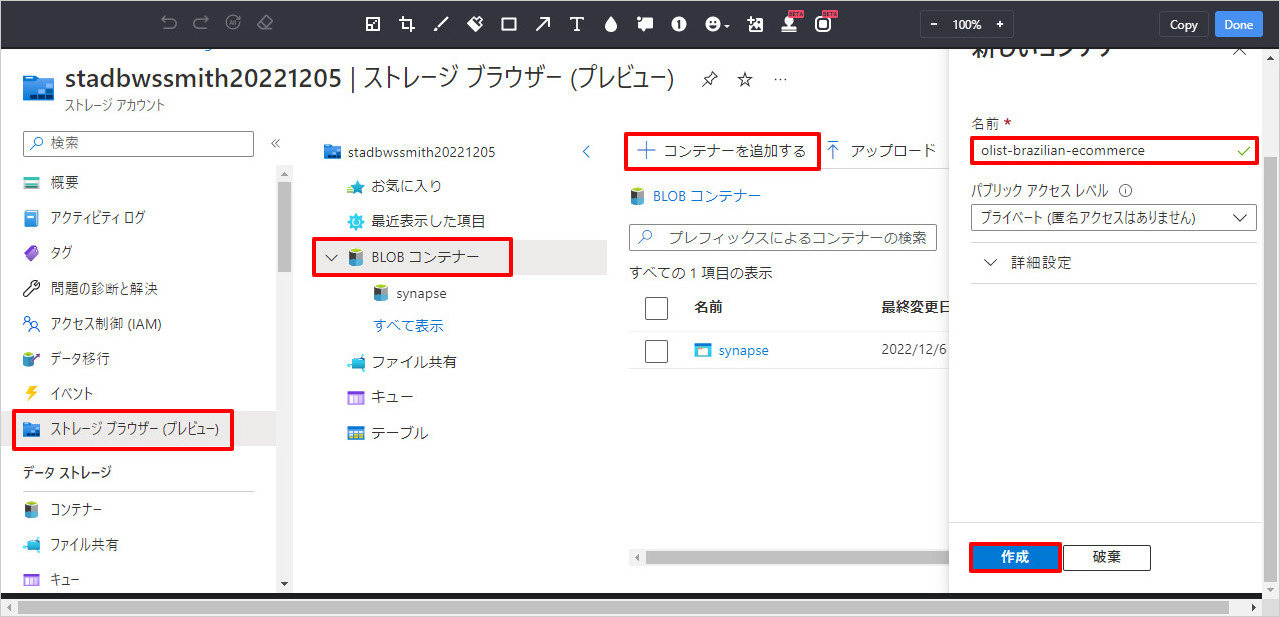 BETA
BETA
− 100% +
Copy
Done
stadbwssmith20221205 | ストレージ ブラウザー (プレビュー)
ストレージ アカウント
検索
概要
アクティビティ ログ
タグ
問題の診断と解決
アクセス制御 (IAM)
データ移行
イベント
ストレージ ブラウザー (プレビュー)
データ ストレージ
コンテナー
ファイル共有
キュー
stadbwssmith20221205
お気に入り
最近表示した項目
BLOB コンテナー
synapse
すべて表示
ファイル共有
キュー
テーブル
コンテナーを追加する
アップロード
BLOB コンテナー
プレフィックスによるコンテナーの検索
すべての 1 項目の表示
名前
最終変更日
synapse
2022/12/6
新しいコンテナー
名前 *
olist-brazilian-ecommerce
パブリック アクセス レベル
プライベート (匿名アクセスはありません)
詳細設定
作成
破棄